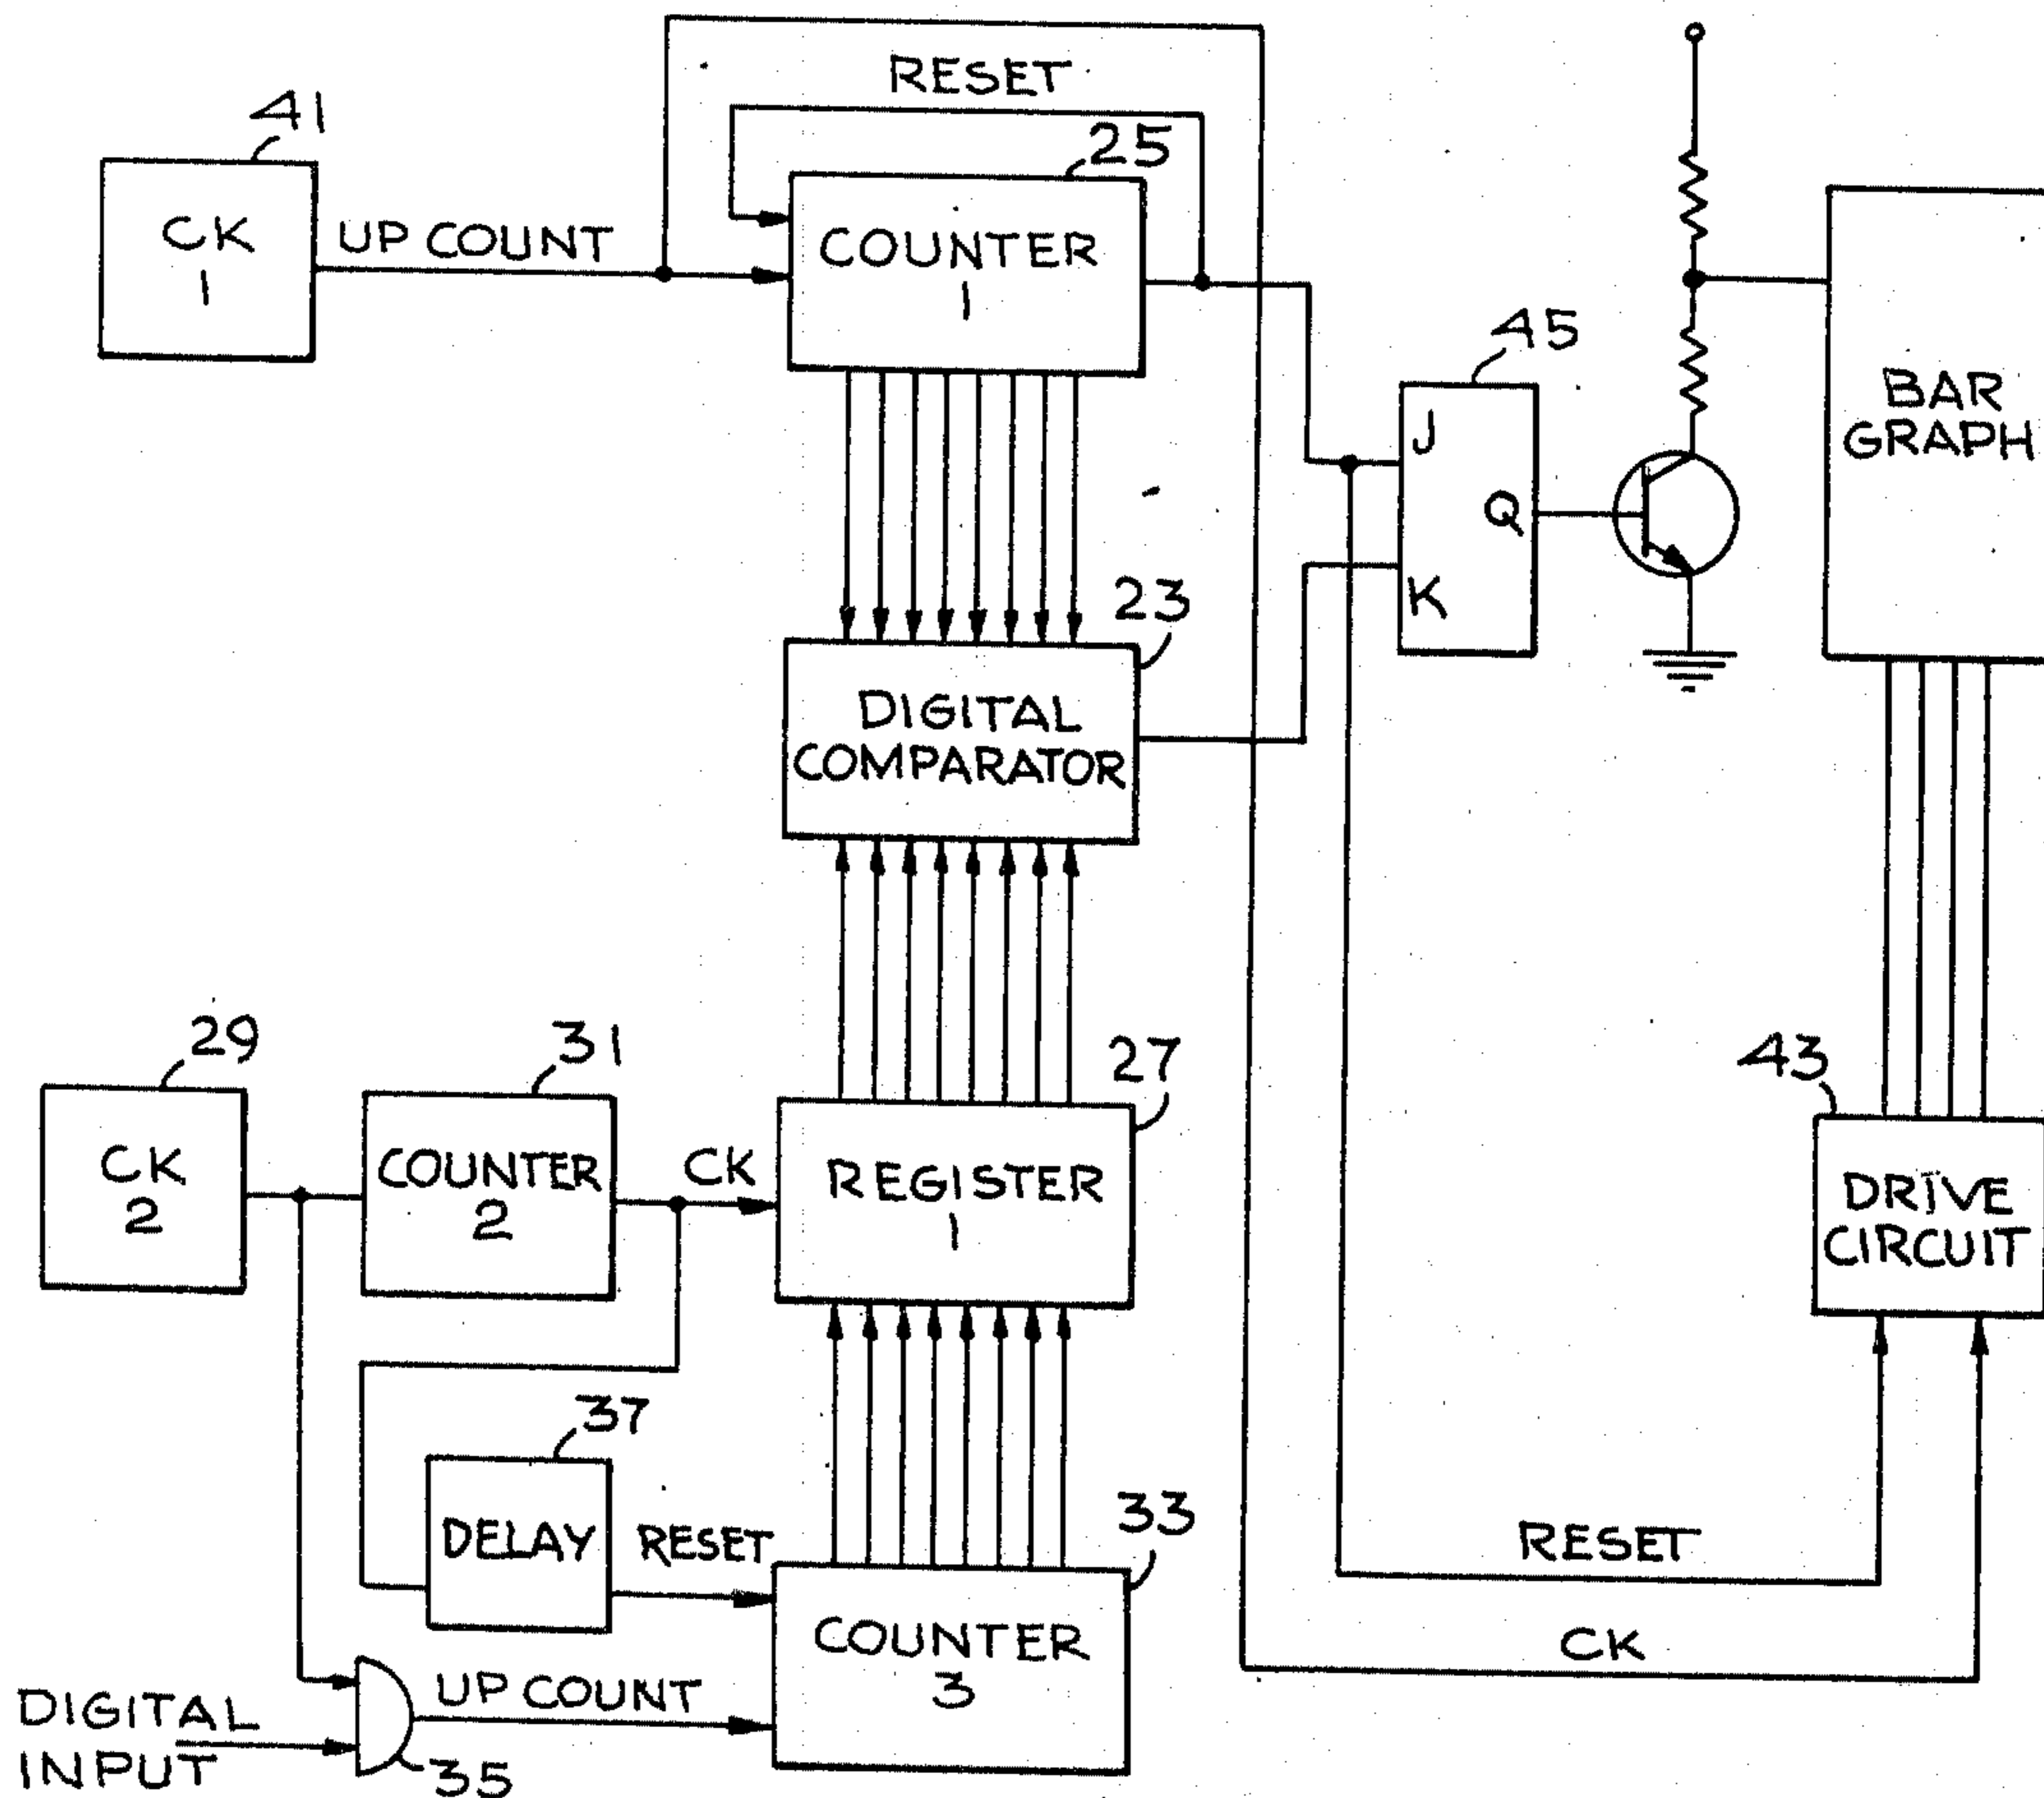 RESET
41
25
CK
1
UP COUNT
COUNTER
1
45
J
Q
K
BAR
GRAPH
23
DIGITAL
COMPARATOR
29
31
27
43
CK
2
COUNTER
2
CK
REGISTER
1
DRIVE
CIRCUIT
37
33
DELAY
RESET
RESET
COUNTER
3
CK
DIGITAL
INPUT
UP COUNT
35